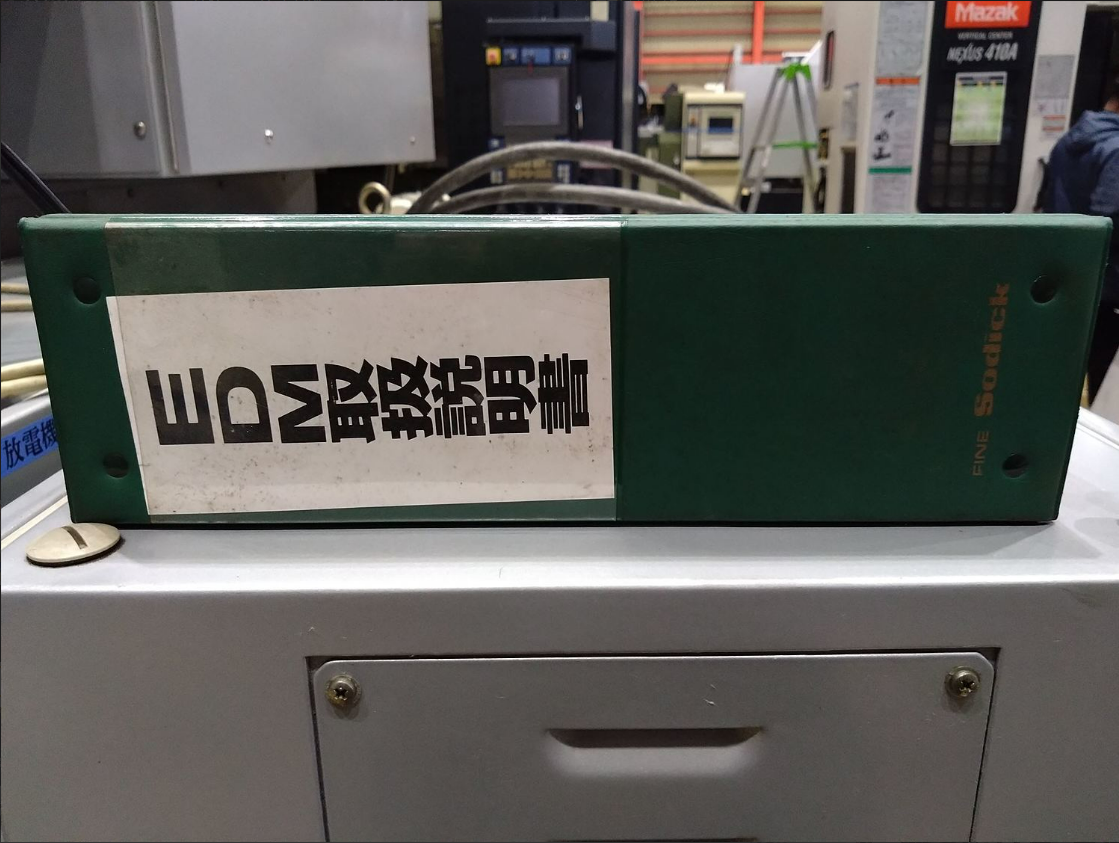 Mazak
VERTICAL CENTER
NEXUS 410A
EDM取扱説明書
FINE Sodick
放電機